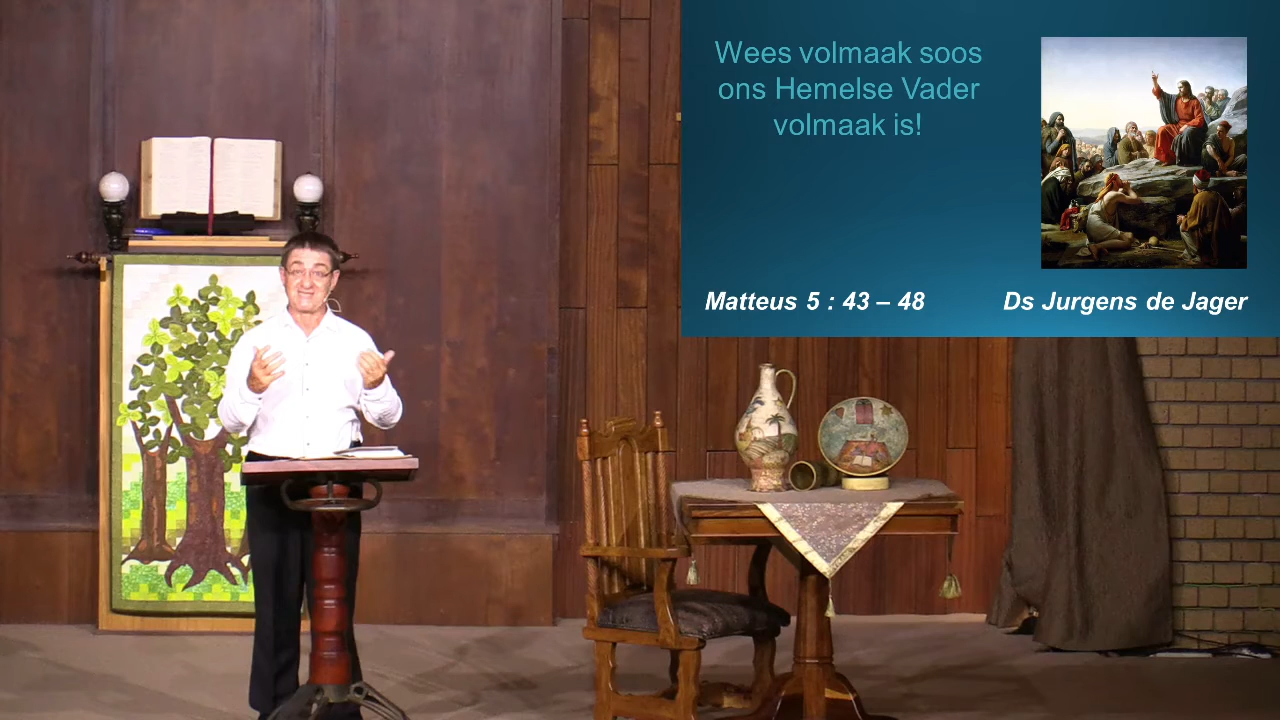 Wees volmaak soos
ons Hemelse Vader
volmaak is!
Matteus 5 : 43 – 48
Ds Jurgens de Jager